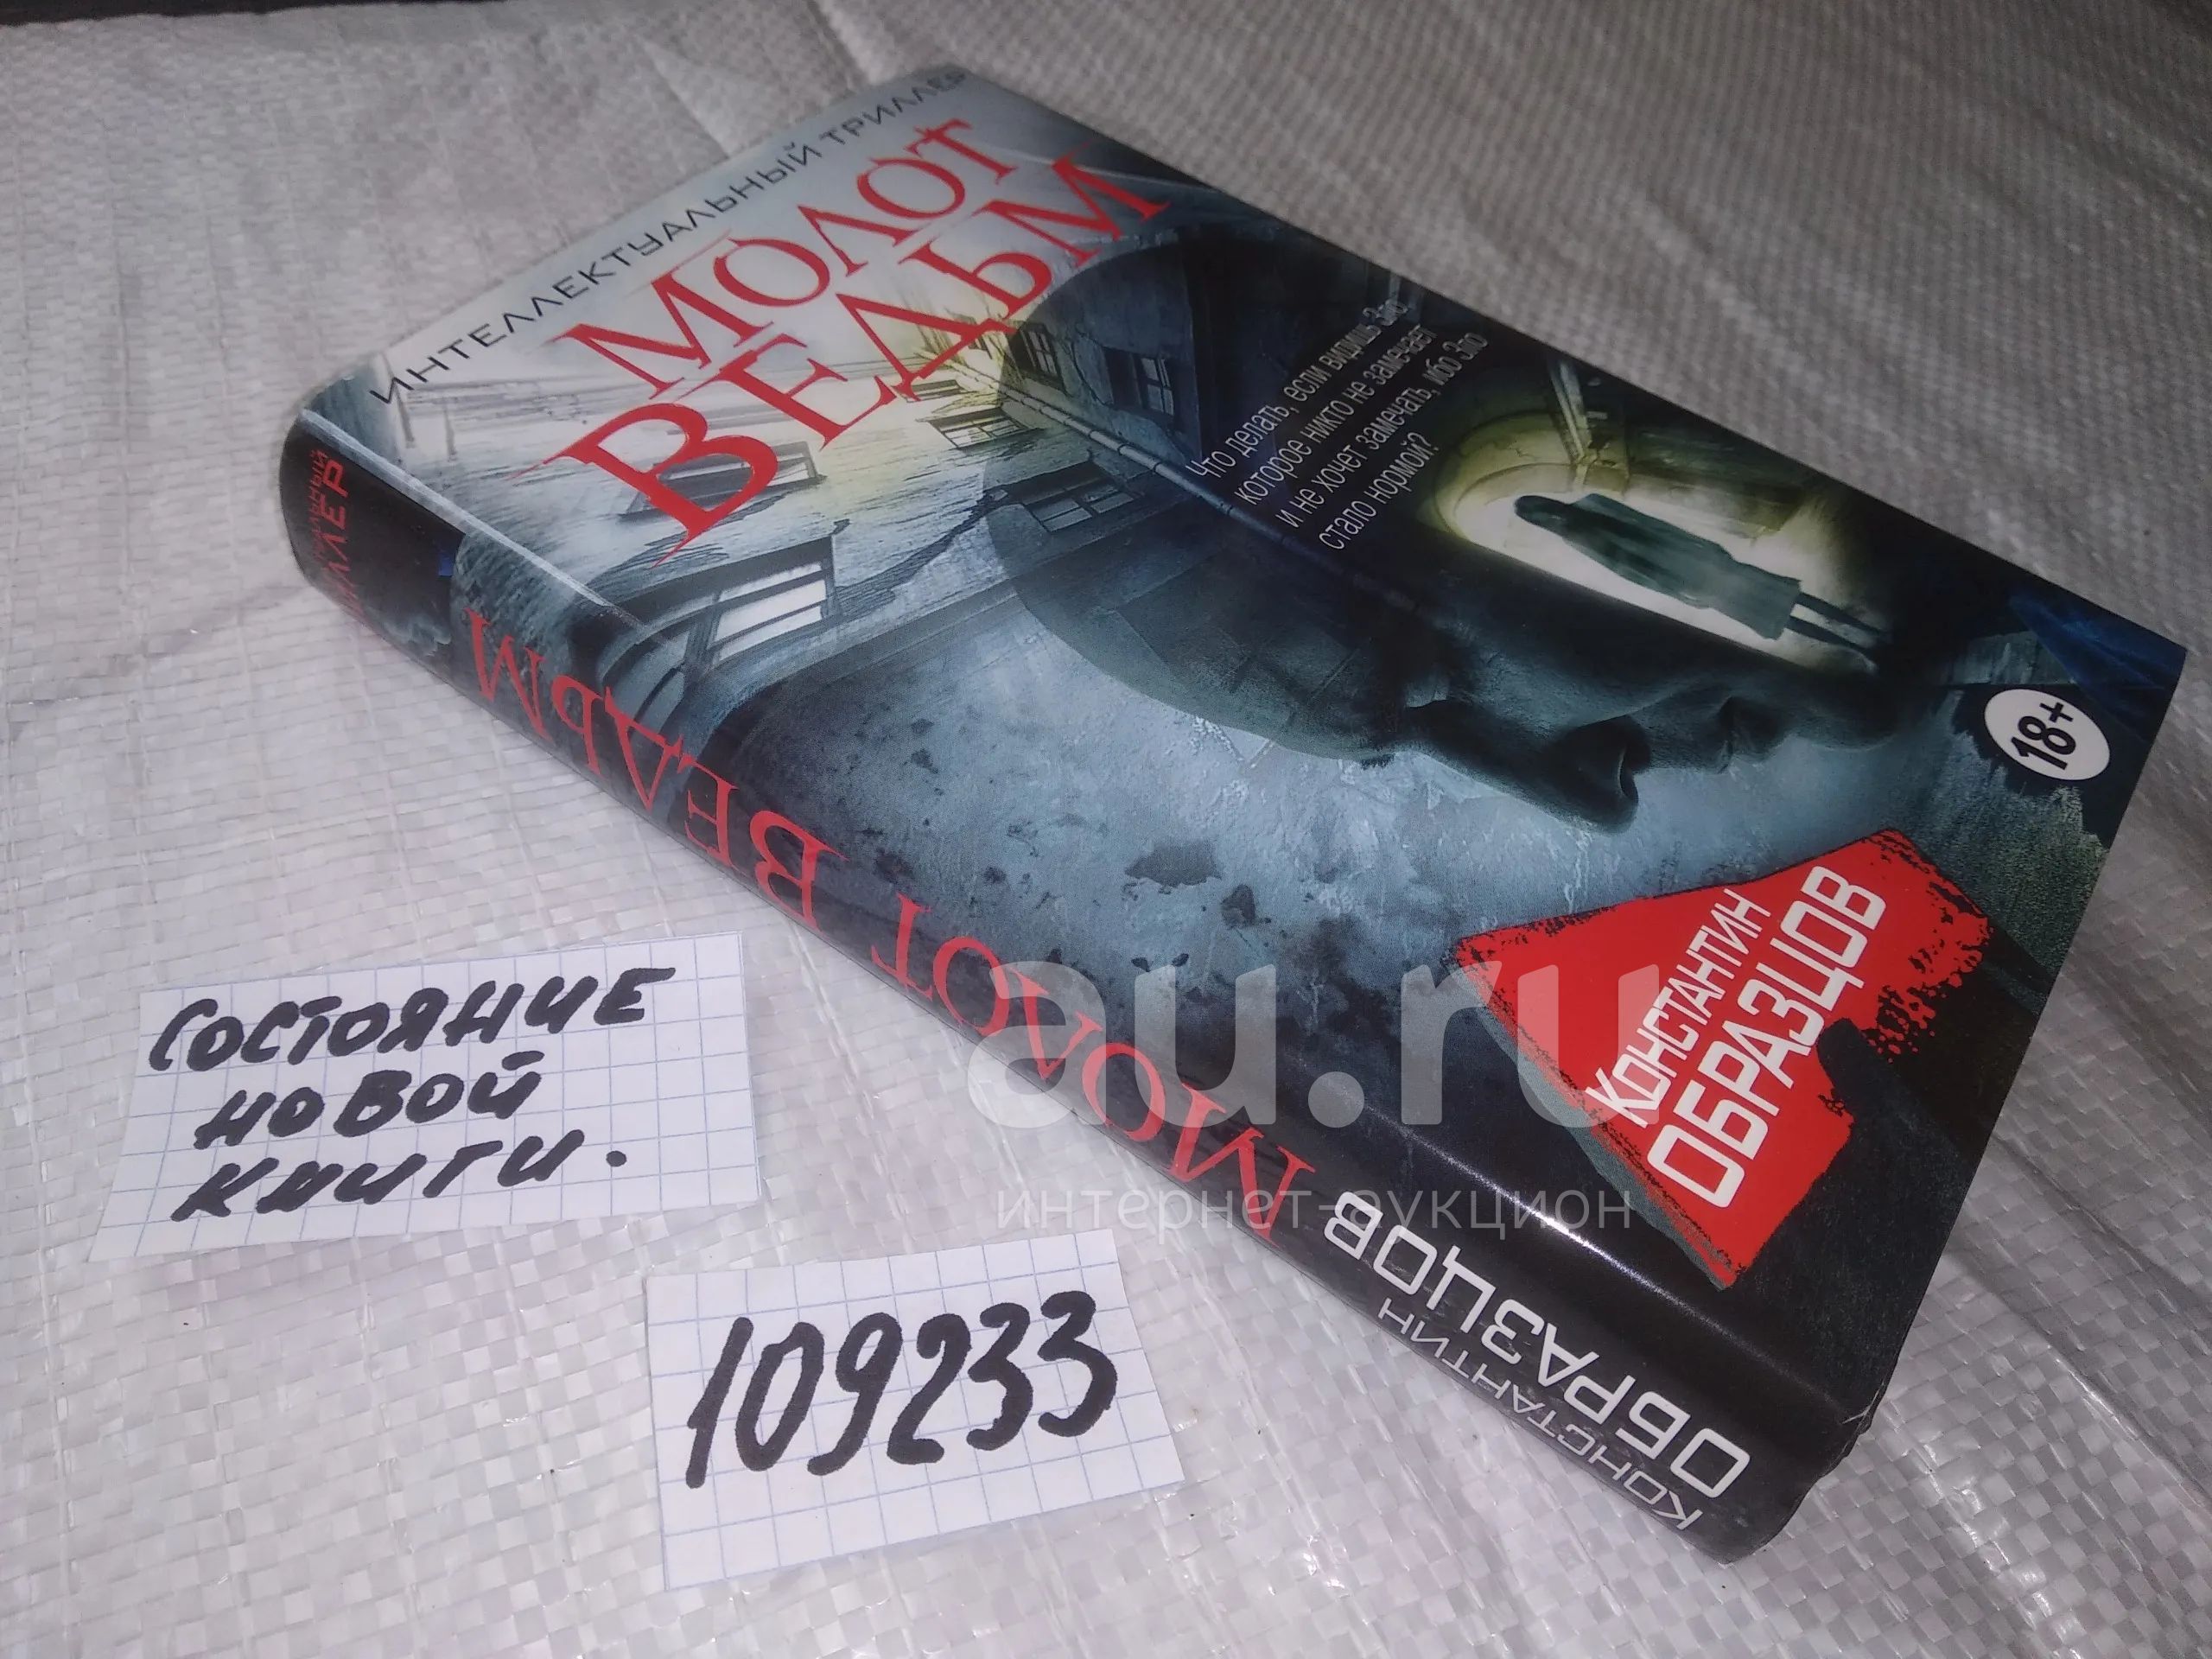 ИНТЕЛЛЕКТУАЛЬНЫЙ ТРИЛЛЕР
МОЛОТ
ВЕДЬМ
Что делать, если видишь Зло,
которое никто не замечает
и не хочет замечать, ибо Зло
стало нормой?
18+
КОНСТАНТИН
ОБРАЗЦОВ
МОЛОТ ВЕДЬМ
КОНСТАНТИН
ОБРАЗЦОВ
СОСТОЯНИЕ
НОВОЙ
КНИГИ.
109233
au.ru
интернет-аукцион